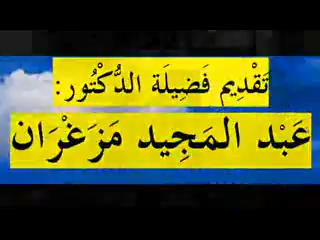 تَقْدِيم فَضِيلَة الدُّكْتُور:
عَبْد المَجِيد مَزَغْرَان